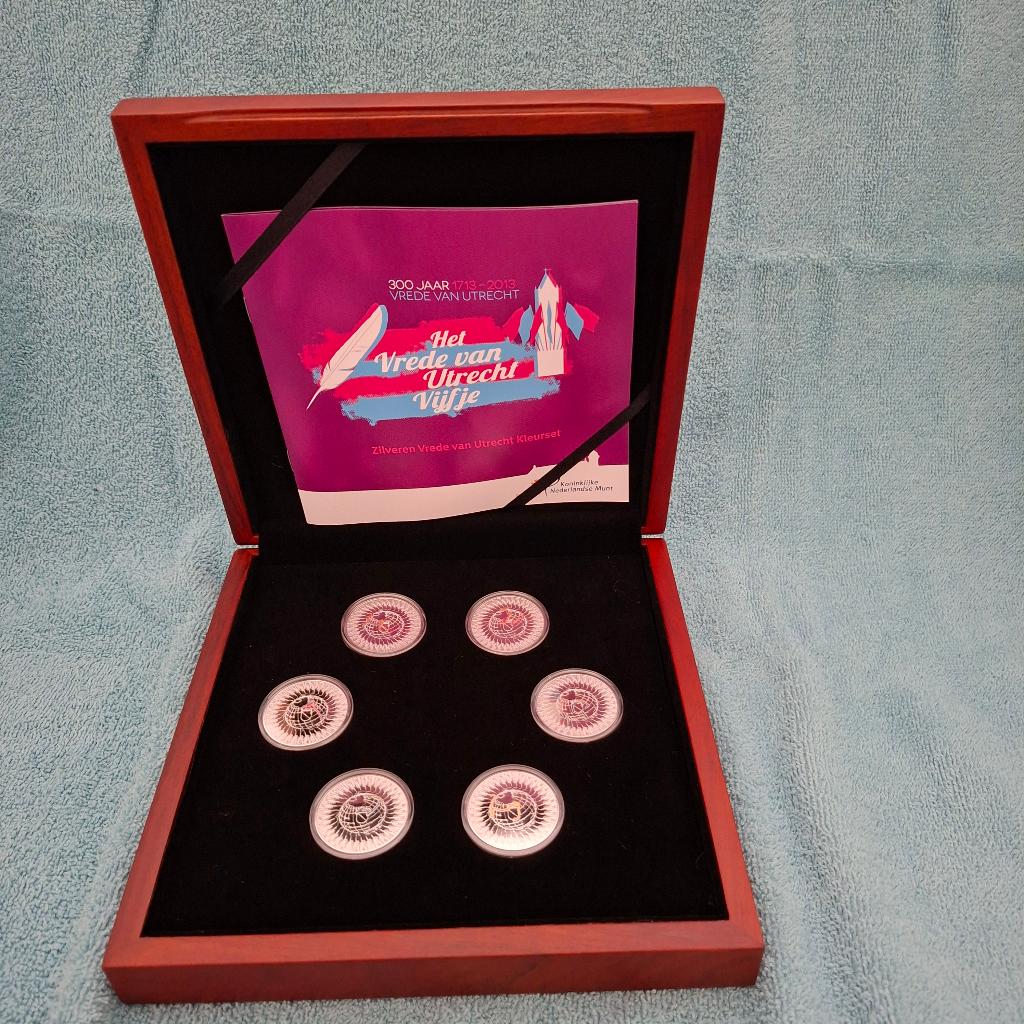 300 JAAR 1713-2013
VREDE VAN UTRECHT
Het
Vrede van
Utrecht
Vijfje
Zilveren Vrede van Utrecht Kleurset
Koninklijke
Nederlandse Munt